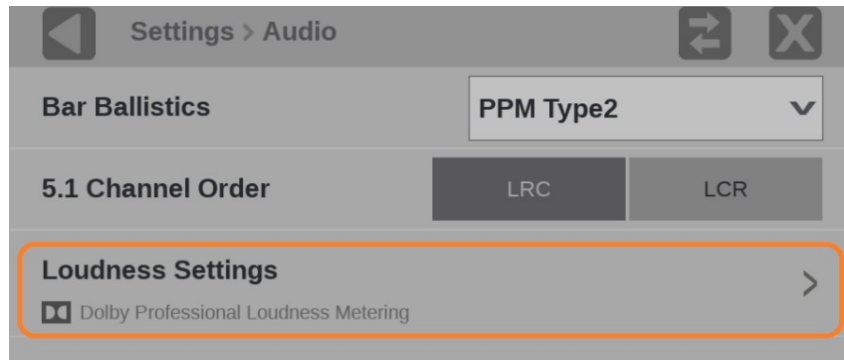 Settings > Audio
Bar Ballistics
PPM Type2
5.1 Channel Order
LRC
LCR
Loudness Settings
Dolby Professional Loudness Metering